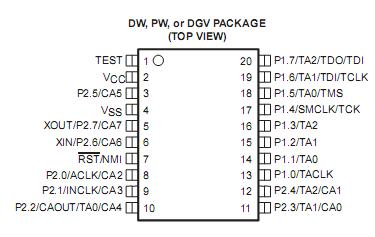 DW, PW, or DGV PACKAGE
(TOP VIEW)
TEST 1 20 P1.7/TA2/TDO/TDI
VCC 2 19 P1.6/TA1/TDI/TCLK
P2.5/CA5 3 18 P1.5/TA0/TMS
VSS 4 17 P1.4/SMCLK/TCK
XOUT/P2.7/CA7 5 16 P1.3/TA2
XIN/P2.6/CA6 6 15 P1.2/TA1
RST/NMI 7 14 P1.1/TA0
P2.0/ACLK/CA2 8 13 P1.0/TACLK
P2.1/INCLK/CA3 9 12 P2.4/TA2/CA1
P2.2/CAOUT/TA0/CA4 10 11 P2.3/TA1/CA0